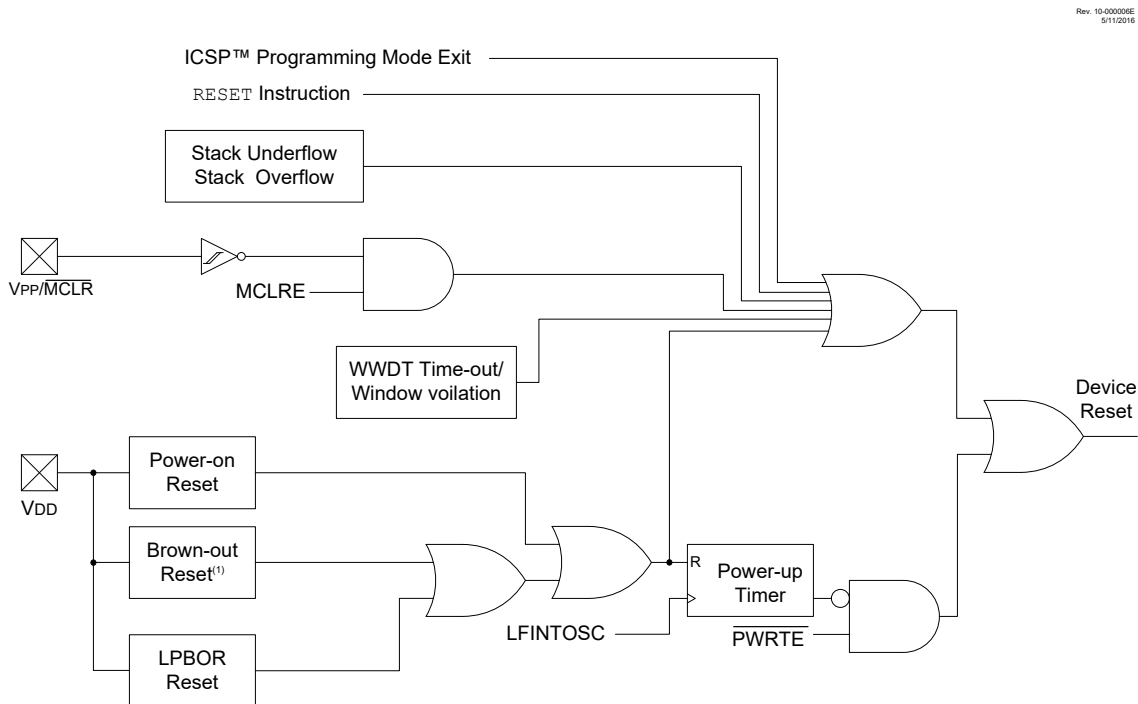 Rev. 10-000006E
5/11/2016
ICSP™ Programming Mode Exit
RESET Instruction
Stack Underflow
Stack Overflow
VPP/MCLR
MCLRE
WWDT Time-out/
Window voilation
Device
Reset
Power-on
Reset
VDD
Brown-out
Reset(1)
R
Power-up
Timer
LFINTOSC
PWRTE
LPBOR
Reset